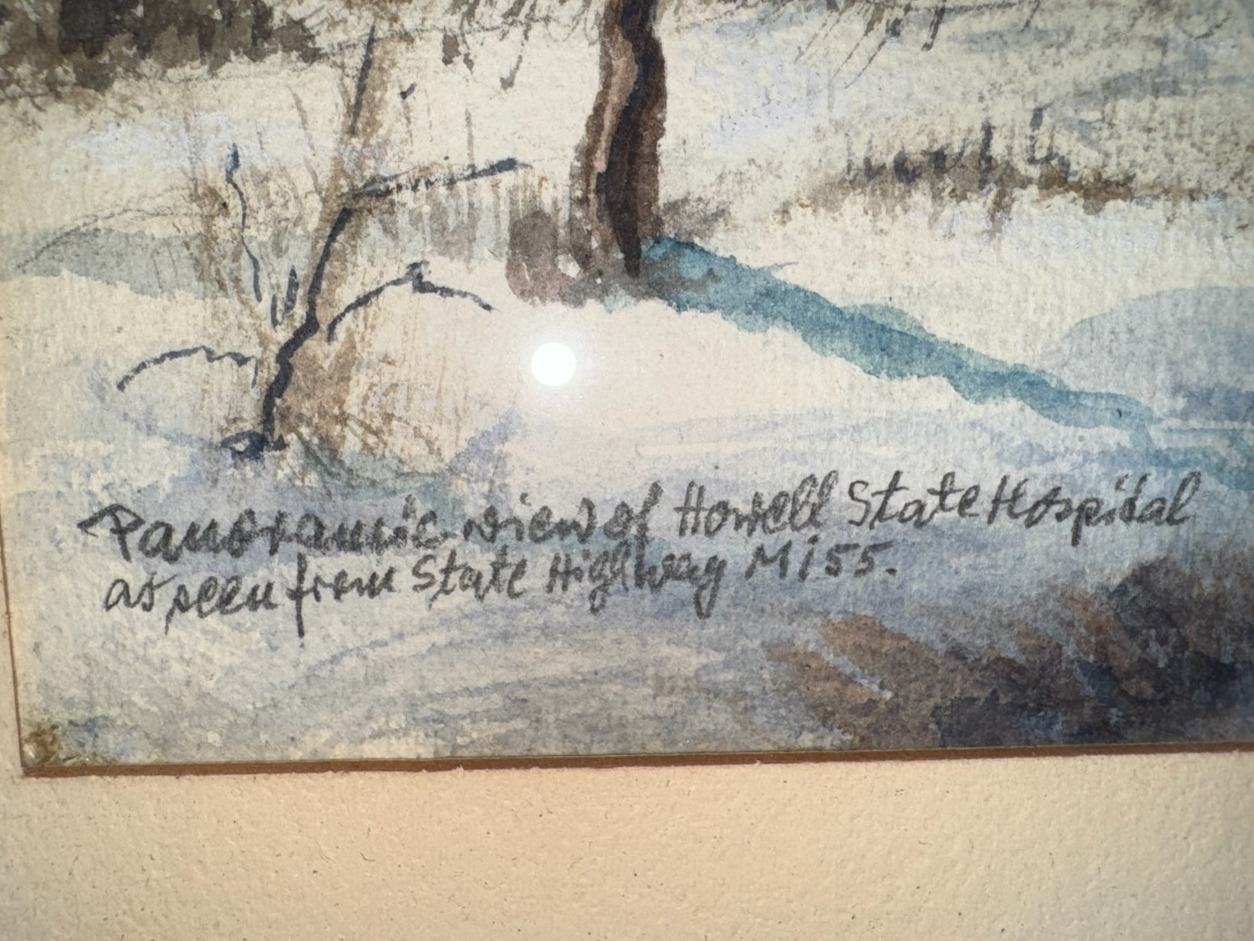 Panoramic view of Howell State Hospital
as seen from State Highway M155.